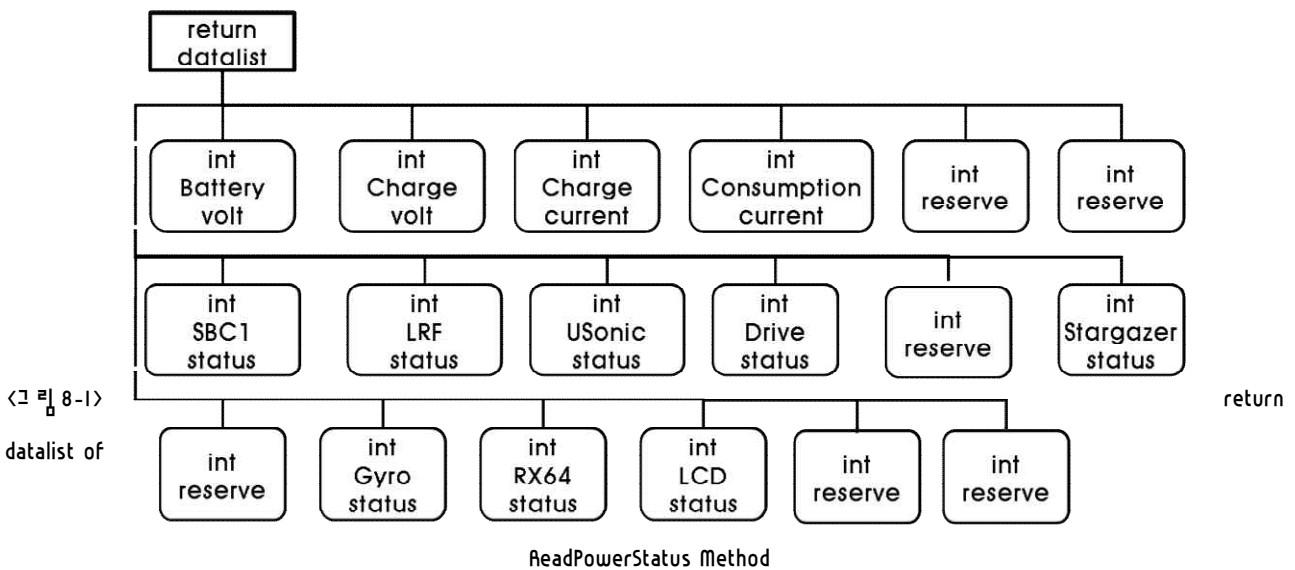 return
datalist
int
Battery
volt
int
Charge
volt
int
Charge
current
int
Consumption
current
int
reserve
int
reserve
int
SBC1
status
int
LRF
status
int
USonic
status
int
Drive
status
int
reserve
int
Stargazer
status
<그림 8-1> return
datalist of
int
reserve
int
Gyro
status
int
RX64
status
int
LCD
status
int
reserve
int
reserve
ReadPowerStatus Method